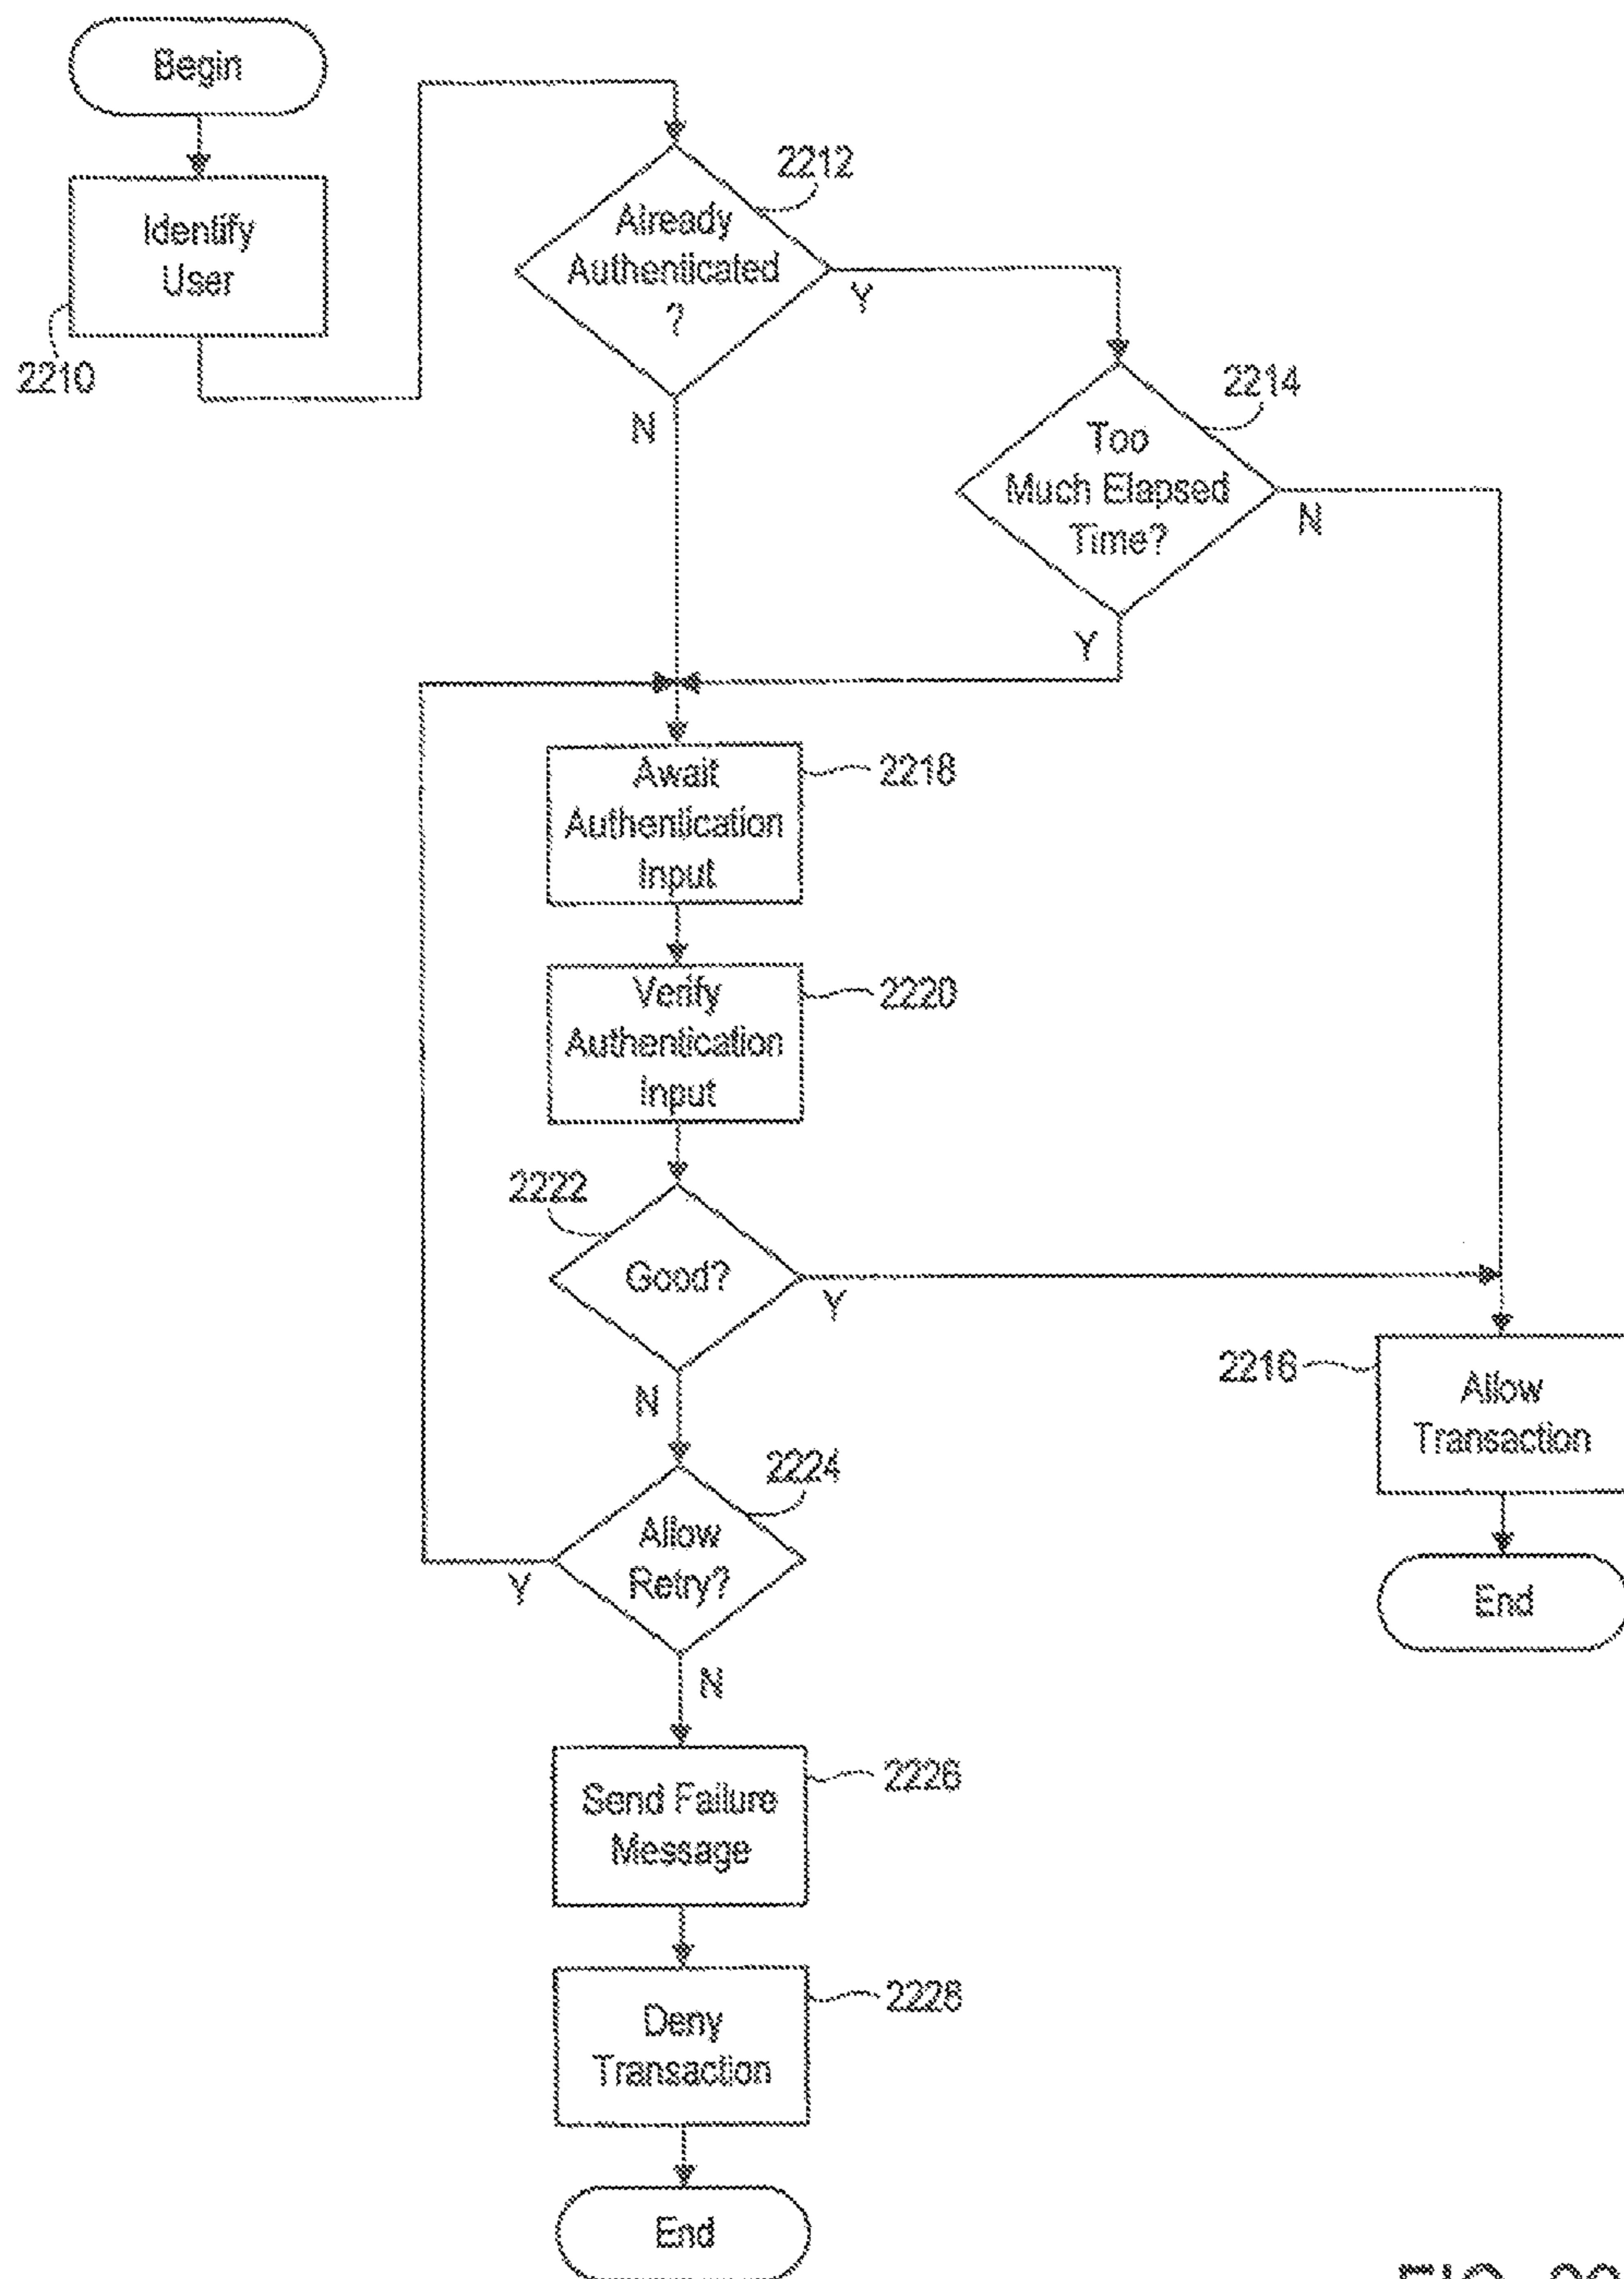 Begin
Identify
User
2210
Already
Authenticated
?
2212
Y
N
Too
Much Elapsed
Time?
2214
N
Y
Await
Authentication
Input
2218
Verify
Authentication
Input
2220
2222
Good?
Y
N
2216
Allow
Transaction
End
2224
Allow
Retry?
Y
N
Send Failure
Message
2226
Deny
Transaction
2228
End